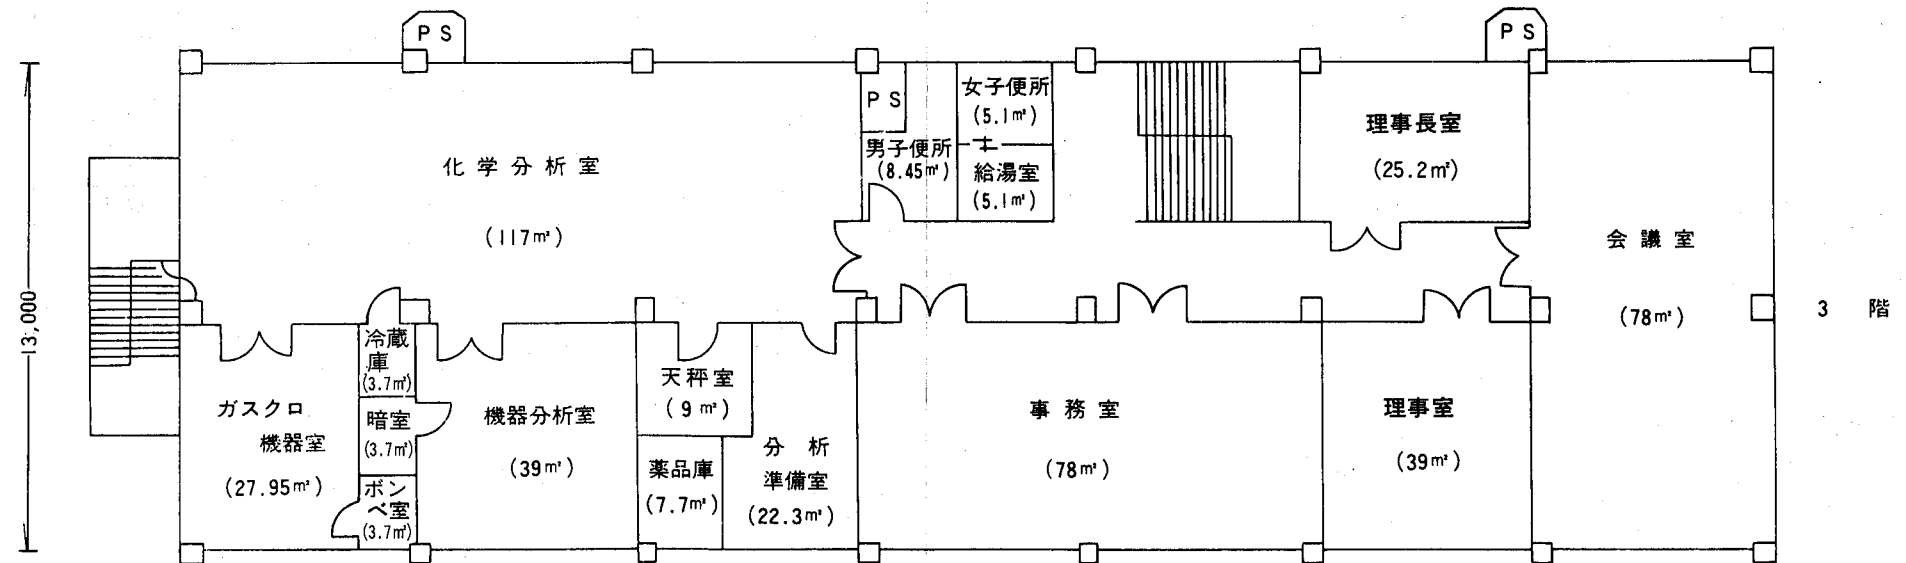 PS
PS
13,000
化学分析室
(117㎡)
PS
男子便所
(8.45㎡)
女子便所
(5.1㎡)
給湯室
(5.1㎡)
理事長室
(25.2㎡)
会議室
(78㎡)
3 階
ガスクロ
機器室
(27.95㎡)
冷蔵
庫
(3.7㎡)
暗室
(3.7㎡)
ボン
ベ室
(3.7㎡)
機器分析室
(39㎡)
天秤室
(9㎡)
薬品庫
(7.7㎡)
分析
準備室
(22.3㎡)
事務室
(78㎡)
理事室
(39㎡)